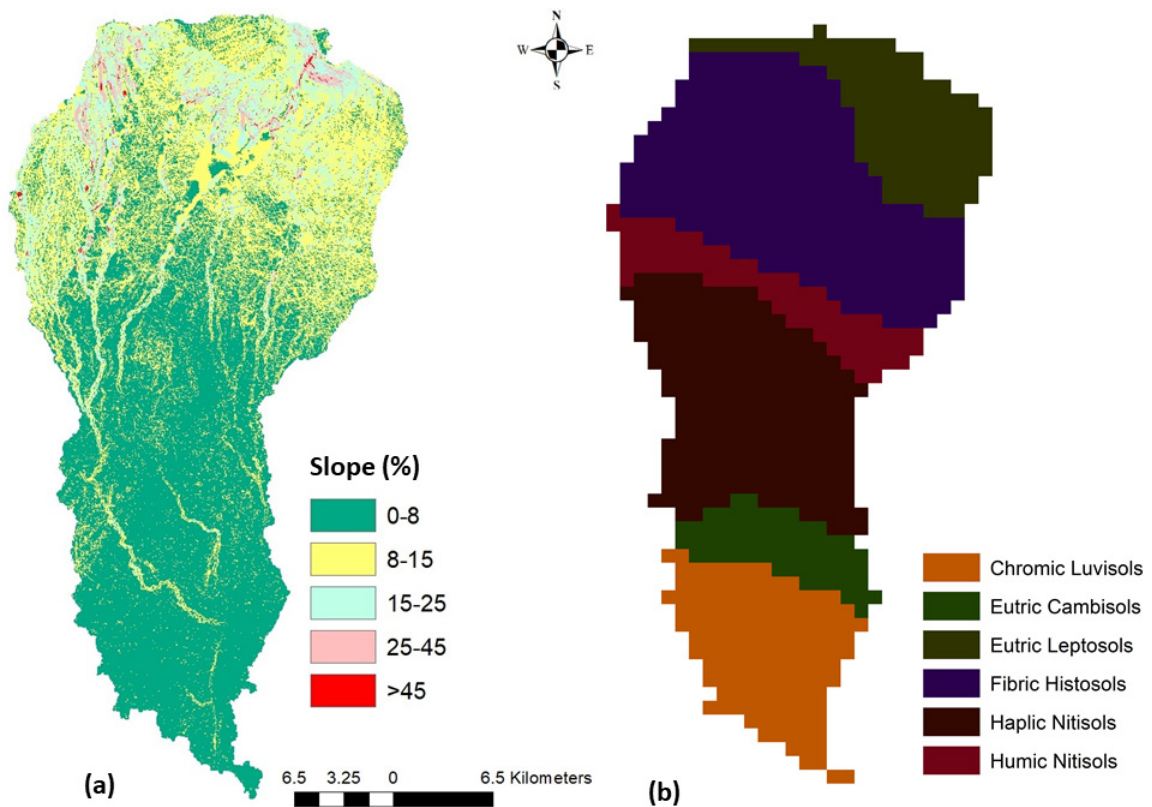 N
W E
S
Slope (%)
0-8
8-15
15-25
25-45
>45
6.5 3.25 0 6.5 Kilometers
(a)
Chromic Luvisols
Eutric Cambisols
Eutric Leptosols
Fibric Histosols
Haplic Nitisols
Humic Nitisols
(b)